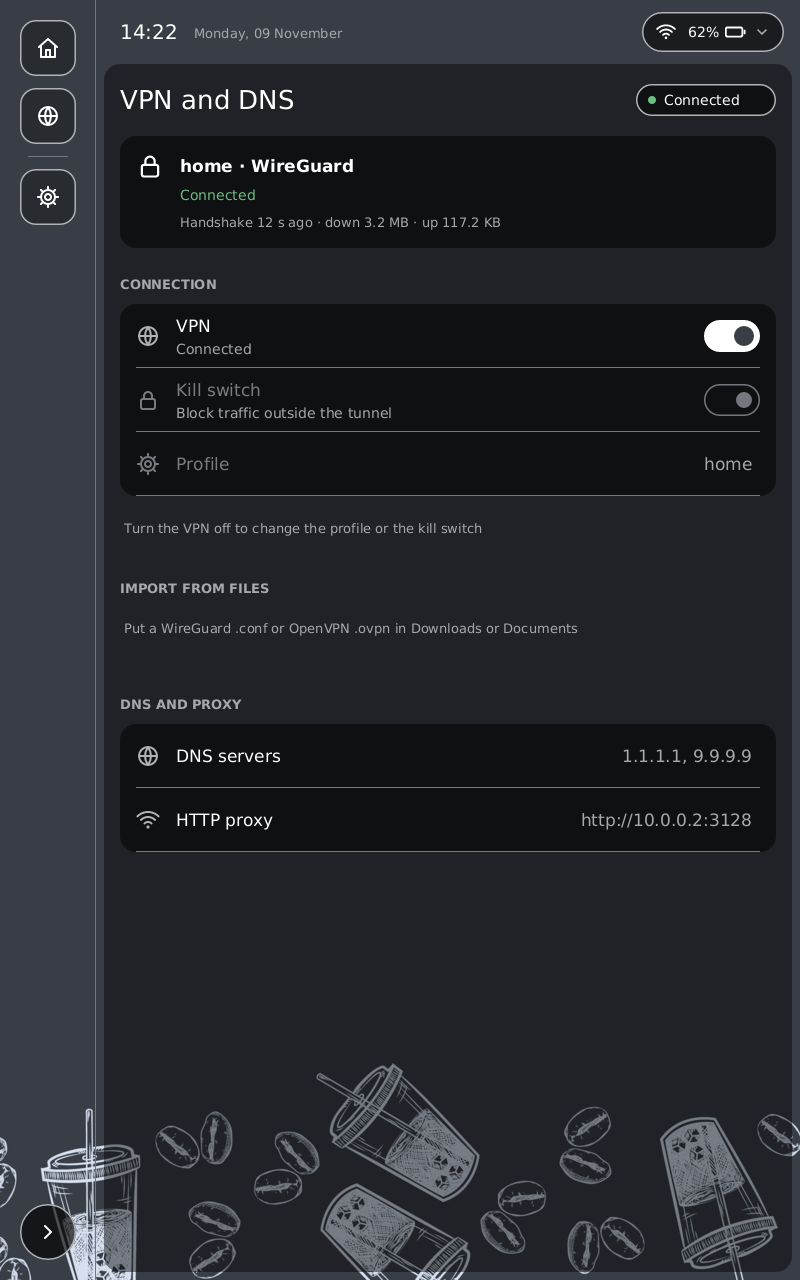 14:22 Monday, 09 November 62%
VPN and DNS Connected
home · WireGuard
Connected
Handshake 12 s ago · down 3.2 MB · up 117.2 KB
CONNECTION
VPN
Connected
Kill switch
Block traffic outside the tunnel
Profile home
Turn the VPN off to change the profile or the kill switch
IMPORT FROM FILES
Put a WireGuard .conf or OpenVPN .ovpn in Downloads or Documents
DNS AND PROXY
DNS servers 1.1.1.1, 9.9.9.9
HTTP proxy http://10.0.0.2:3128